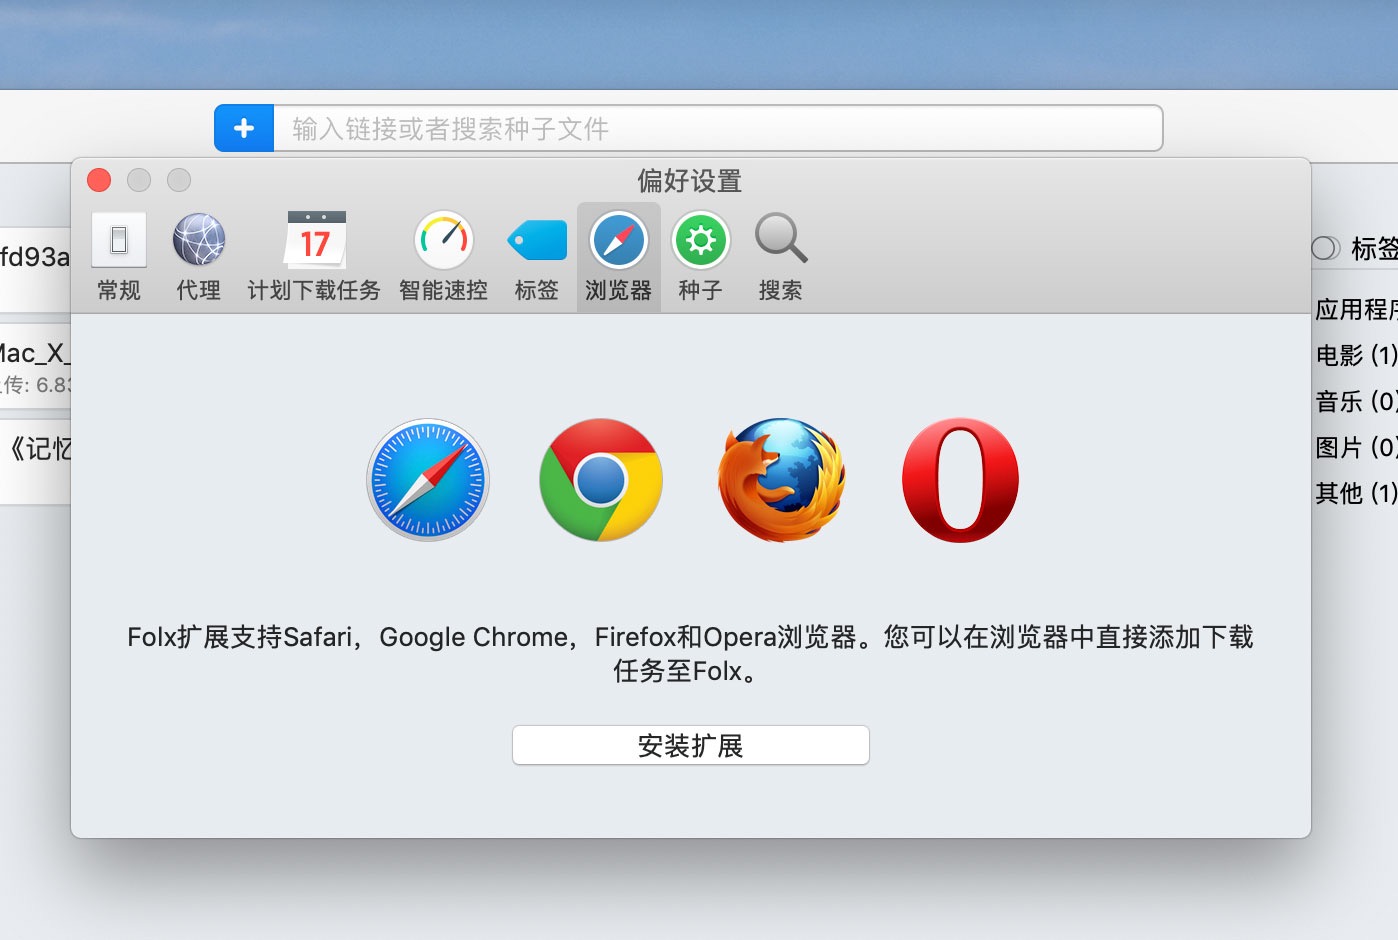 输入链接或者搜索种子文件
偏好设置
17
常规 代理 计划下载任务 智能速控 标签 浏览器 种子 搜索
fd93a
Mac_X_
传: 6.83
《记忆
标签
应用程序
电影 (1)
音乐 (0)
图片 (0)
其他 (1)
Folx扩展支持Safari，Google Chrome，Firefox和Opera浏览器。您可以在浏览器中直接添加下载
任务至Folx。
安装扩展